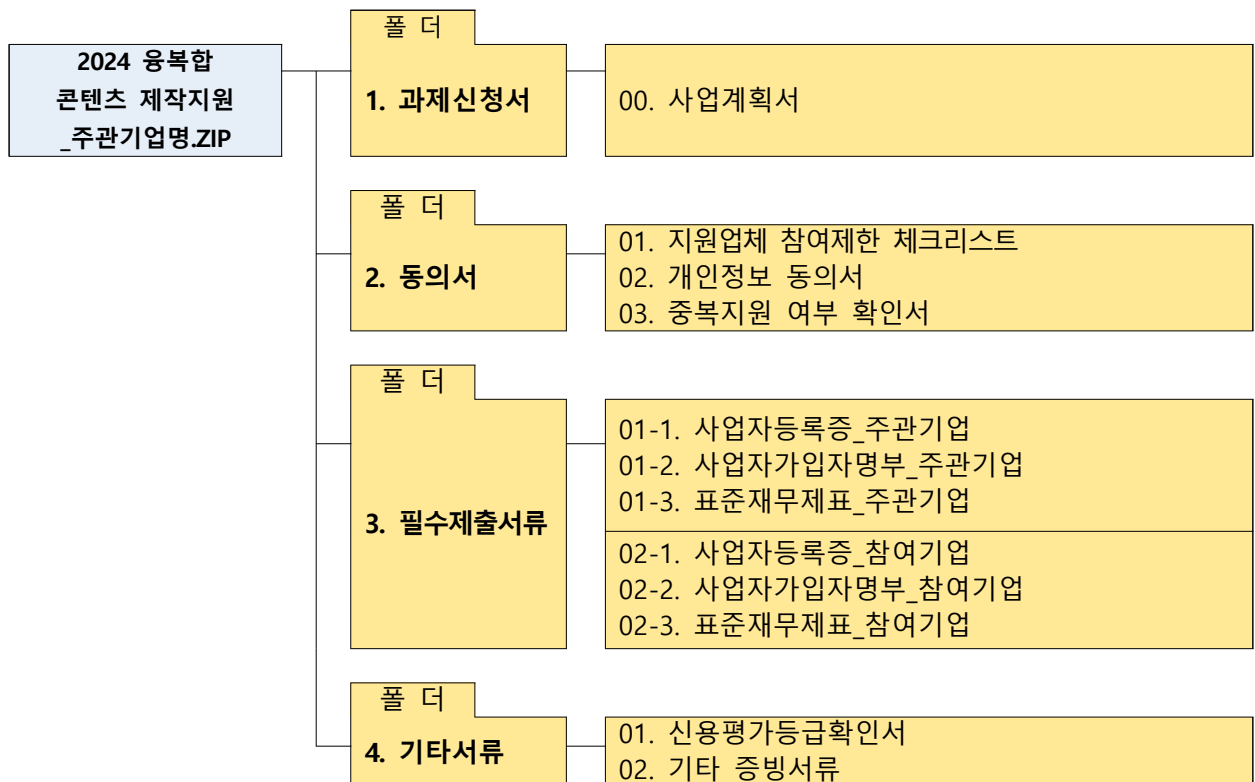 2024 융복합
콘텐츠 제작지원
_주관기업명.ZIP
폴 더
1. 과제신청서
00. 사업계획서
폴 더
2. 동의서
01. 지원업체 참여제한 체크리스트
02. 개인정보 동의서
03. 중복지원 여부 확인서
폴 더
3. 필수제출서류
01-1. 사업자등록증_주관기업
01-2. 사업자가입자명부_주관기업
01-3. 표준재무제표_주관기업
02-1. 사업자등록증_참여기업
02-2. 사업자가입자명부_참여기업
02-3. 표준재무제표_참여기업
폴 더
4. 기타서류
01. 신용평가등급확인서
02. 기타 증빙서류